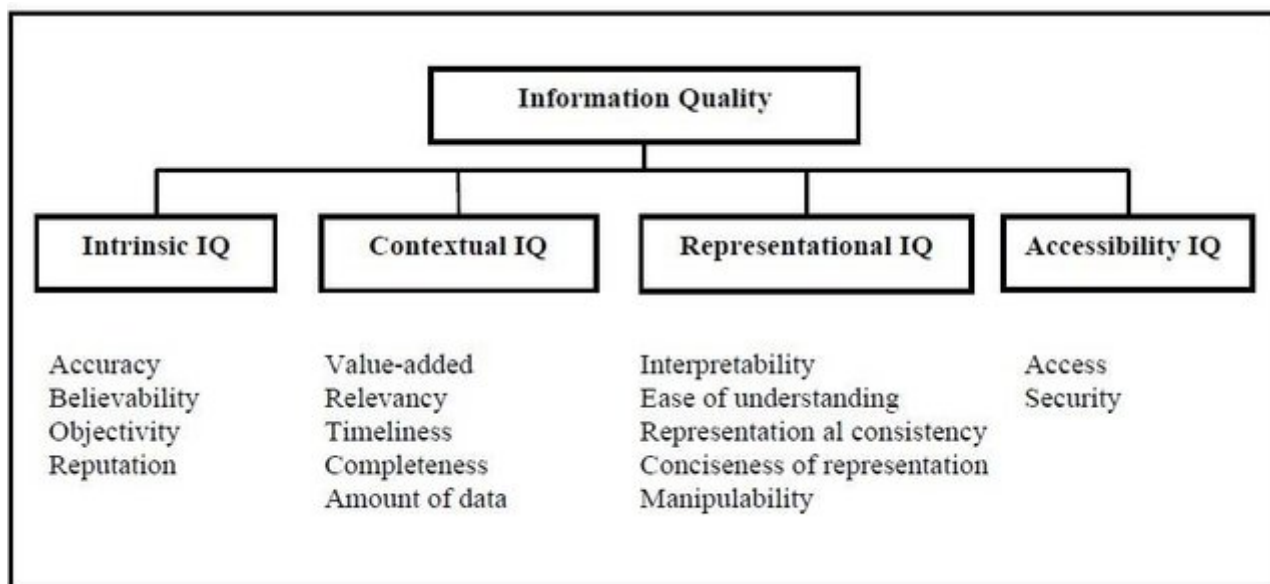 Information Quality
Intrinsic IQ
Contextual IQ
Representational IQ
Accessibility IQ
Accuracy
Believability
Objectivity
Reputation
Value-added
Relevancy
Timeliness
Completeness
Amount of data
Interpretability
Ease of understanding
Representation al consistency
Conciseness of representation
Manipulability
Access
Security